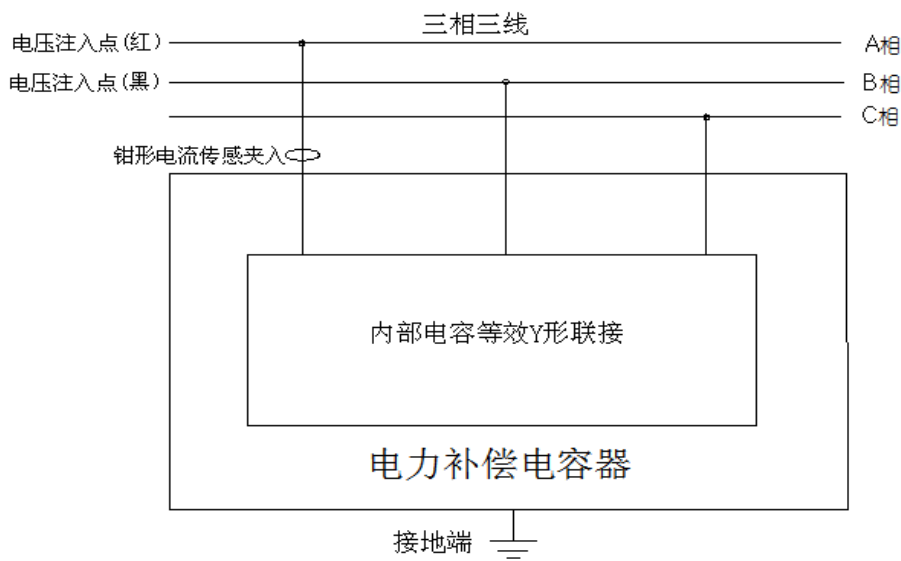 三相三线
电压注入点(红)
A相
电压注入点(黑)
B相
C相
钳形电流传感夹入
内部电容等效Y形联接
电力补偿电容器
接地端